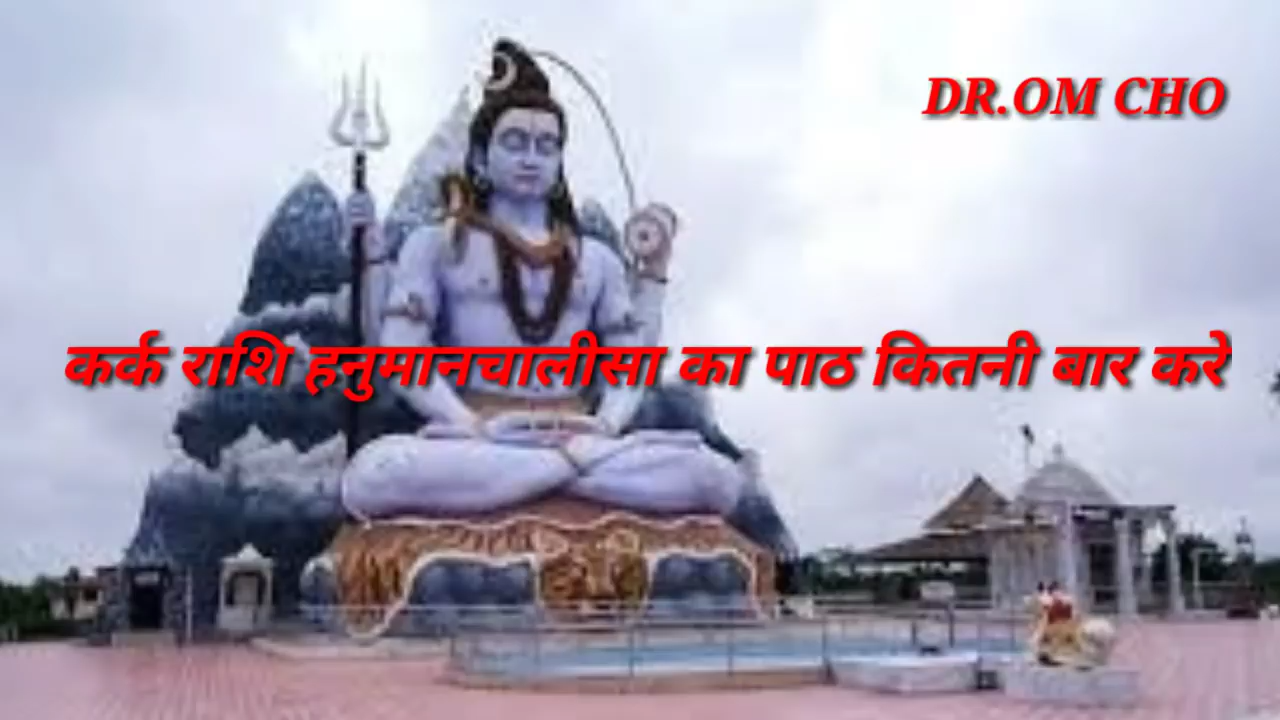 DR.OM CHO
कर्क राशि हनुमानचालीसा का पाठ कितनी बार करे